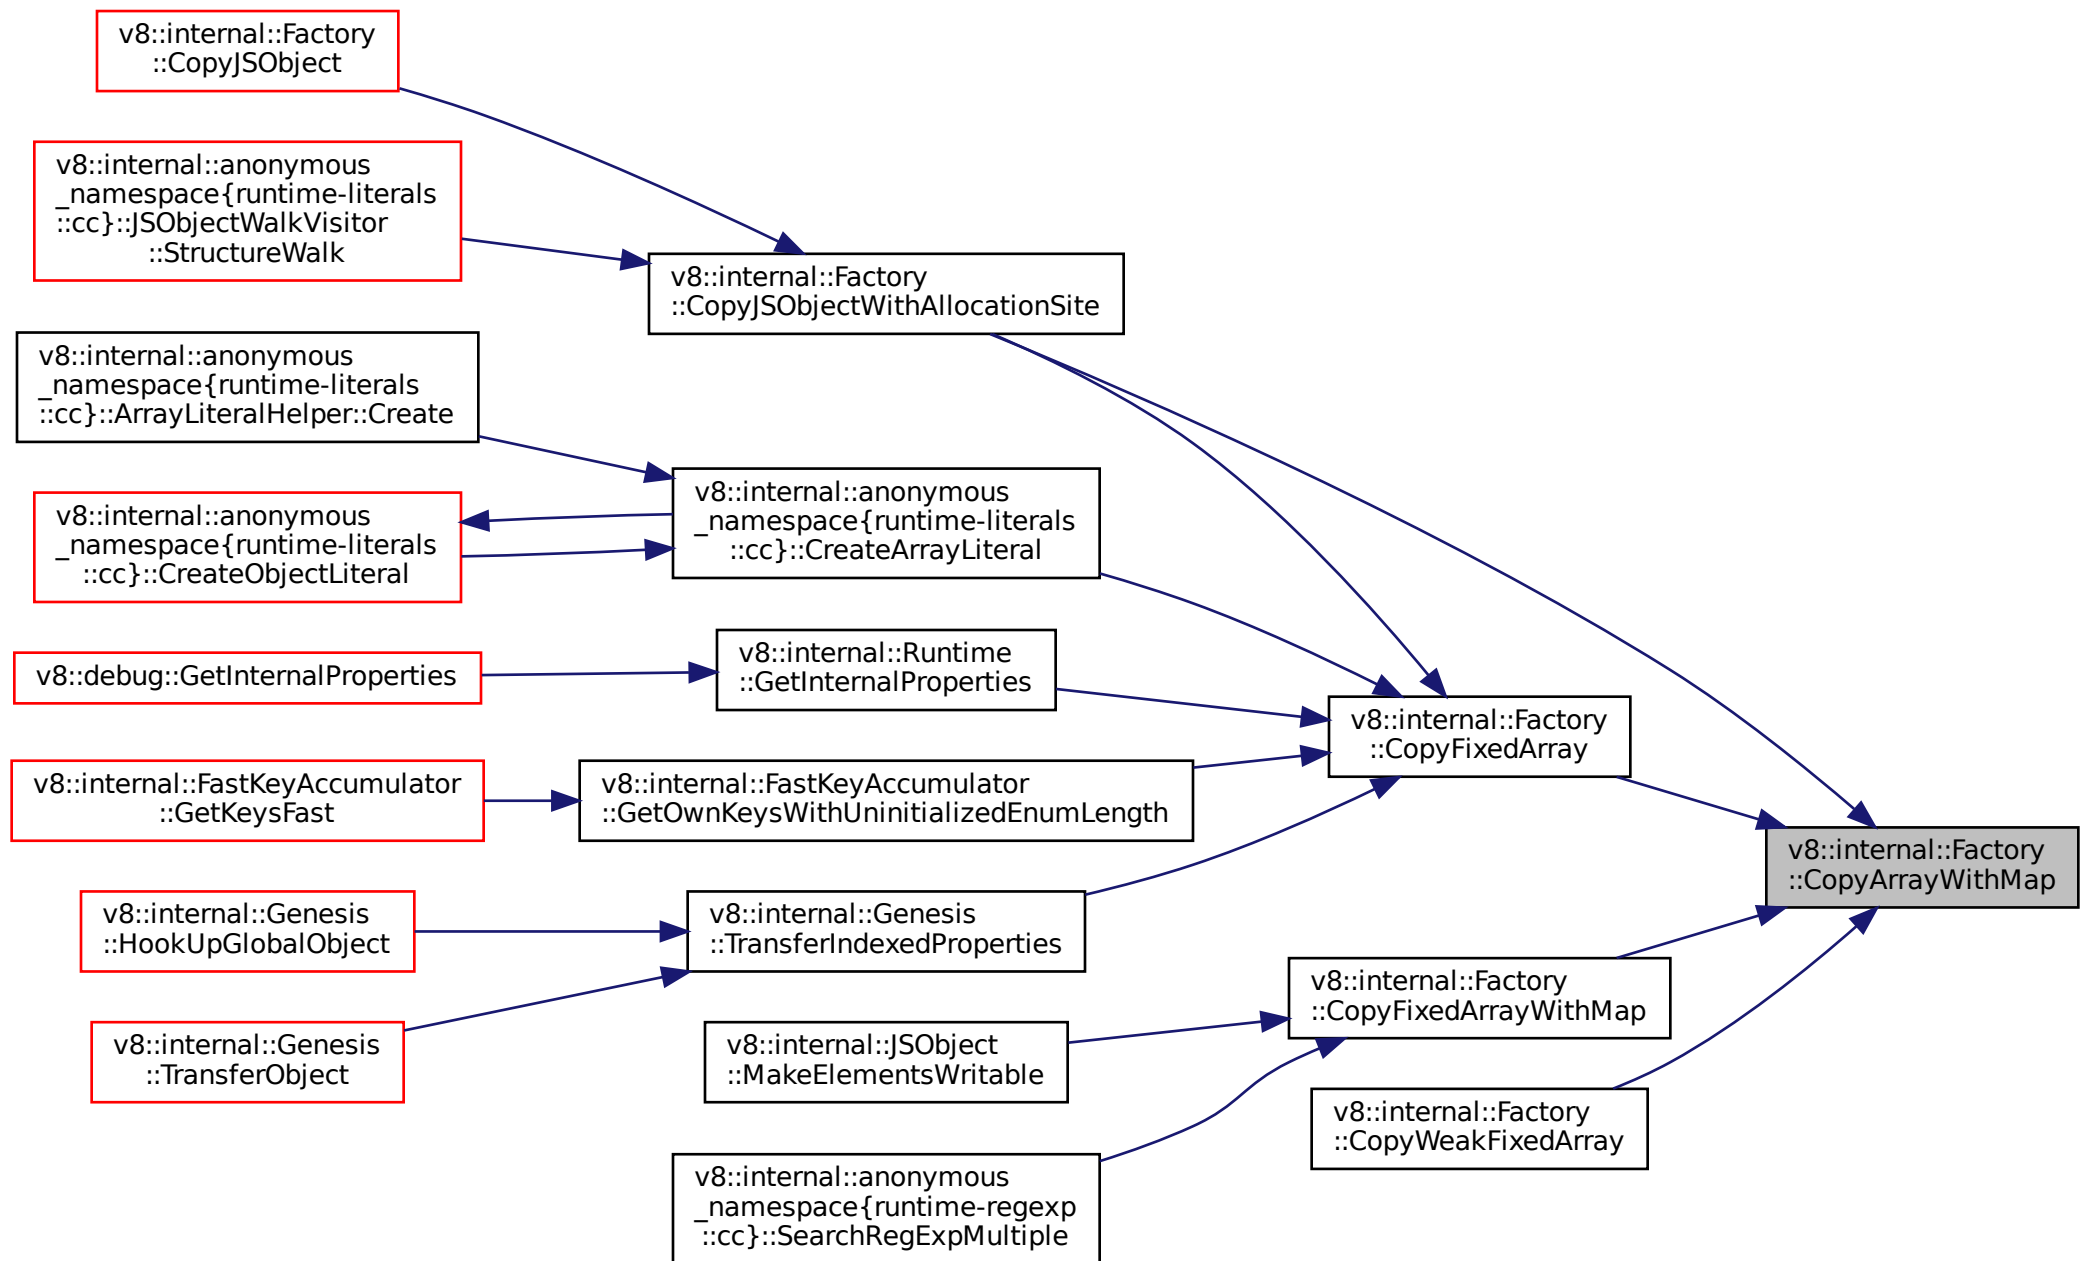 v8::internal::Factory
::CopyJSObject
v8::internal::anonymous
_namespace{runtime-literals
::cc}::JSObjectWalkVisitor
::StructureWalk
v8::internal::Factory
::CopyJSObjectWithAllocationSite
v8::internal::anonymous
_namespace{runtime-literals
::cc}::ArrayLiteralHelper::Create
v8::internal::anonymous
_namespace{runtime-literals
::cc}::CreateObjectLiteral
v8::internal::anonymous
_namespace{runtime-literals
::cc}::CreateArrayLiteral
v8::debug::GetInternalProperties
v8::internal::Runtime
::GetInternalProperties
v8::internal::Factory
::CopyFixedArray
v8::internal::FastKeyAccumulator
::GetKeysFast
v8::internal::FastKeyAccumulator
::GetOwnKeysWithUninitializedEnumLength
v8::internal::Factory
::CopyArrayWithMap
v8::internal::Genesis
::HookUpGlobalObject
v8::internal::Genesis
::TransferIndexedProperties
v8::internal::Factory
::CopyFixedArrayWithMap
v8::internal::Genesis
::TransferObject
v8::internal::JSObject
::MakeElementsWritable
v8::internal::Factory
::CopyWeakFixedArray
v8::internal::anonymous
_namespace{runtime-regexp
::cc}::SearchRegExpMultiple